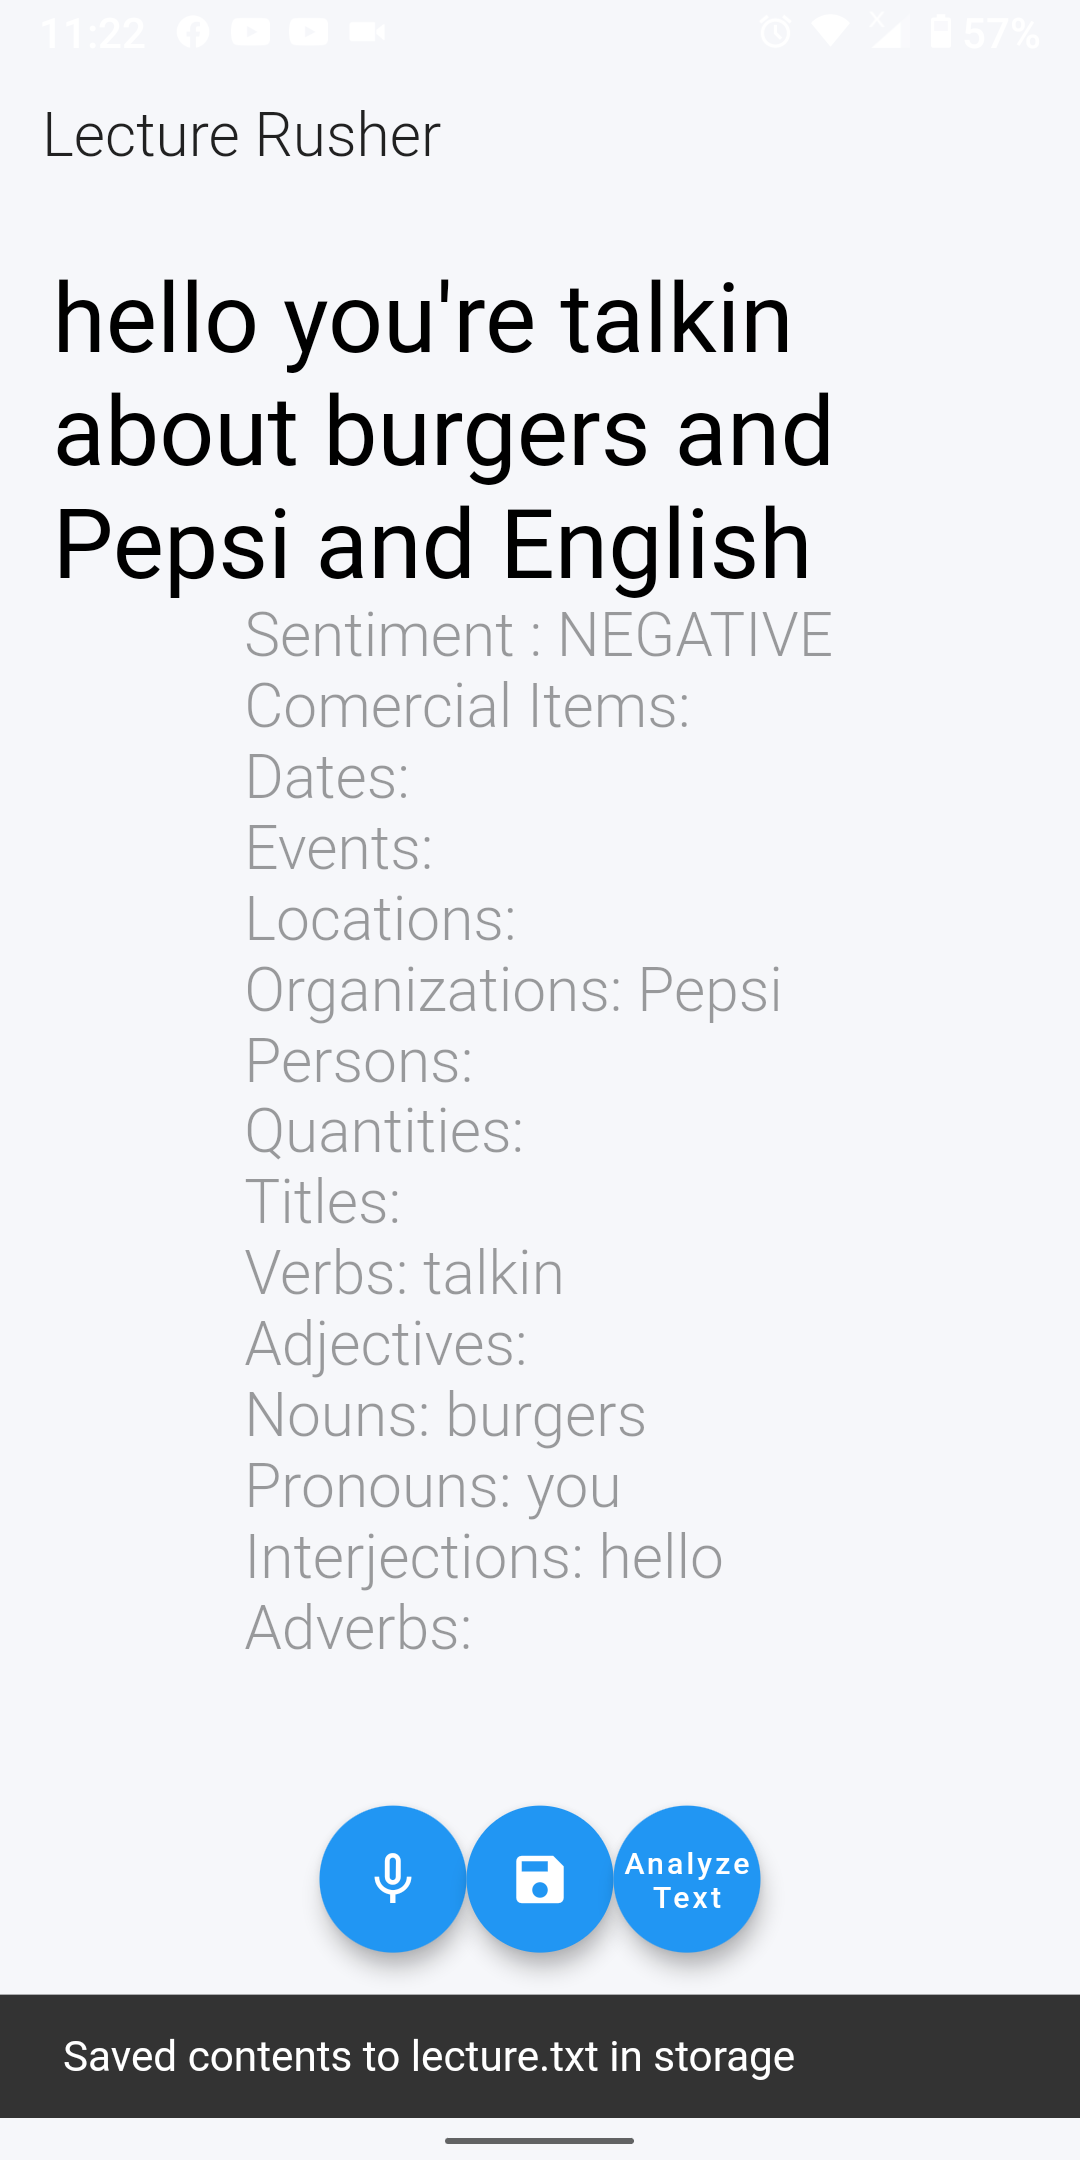 11:22
57%
Lecture Rusher
hello you're talkin
about burgers and
Pepsi and English
Sentiment : NEGATIVE
Comercial Items:
Dates:
Events:
Locations:
Organizations: Pepsi
Persons:
Quantities:
Titles:
Verbs: talkin
Adjectives:
Nouns: burgers
Pronouns: you
Interjections: hello
Adverbs:
Analyze
Text
Saved contents to lecture.txt in storage